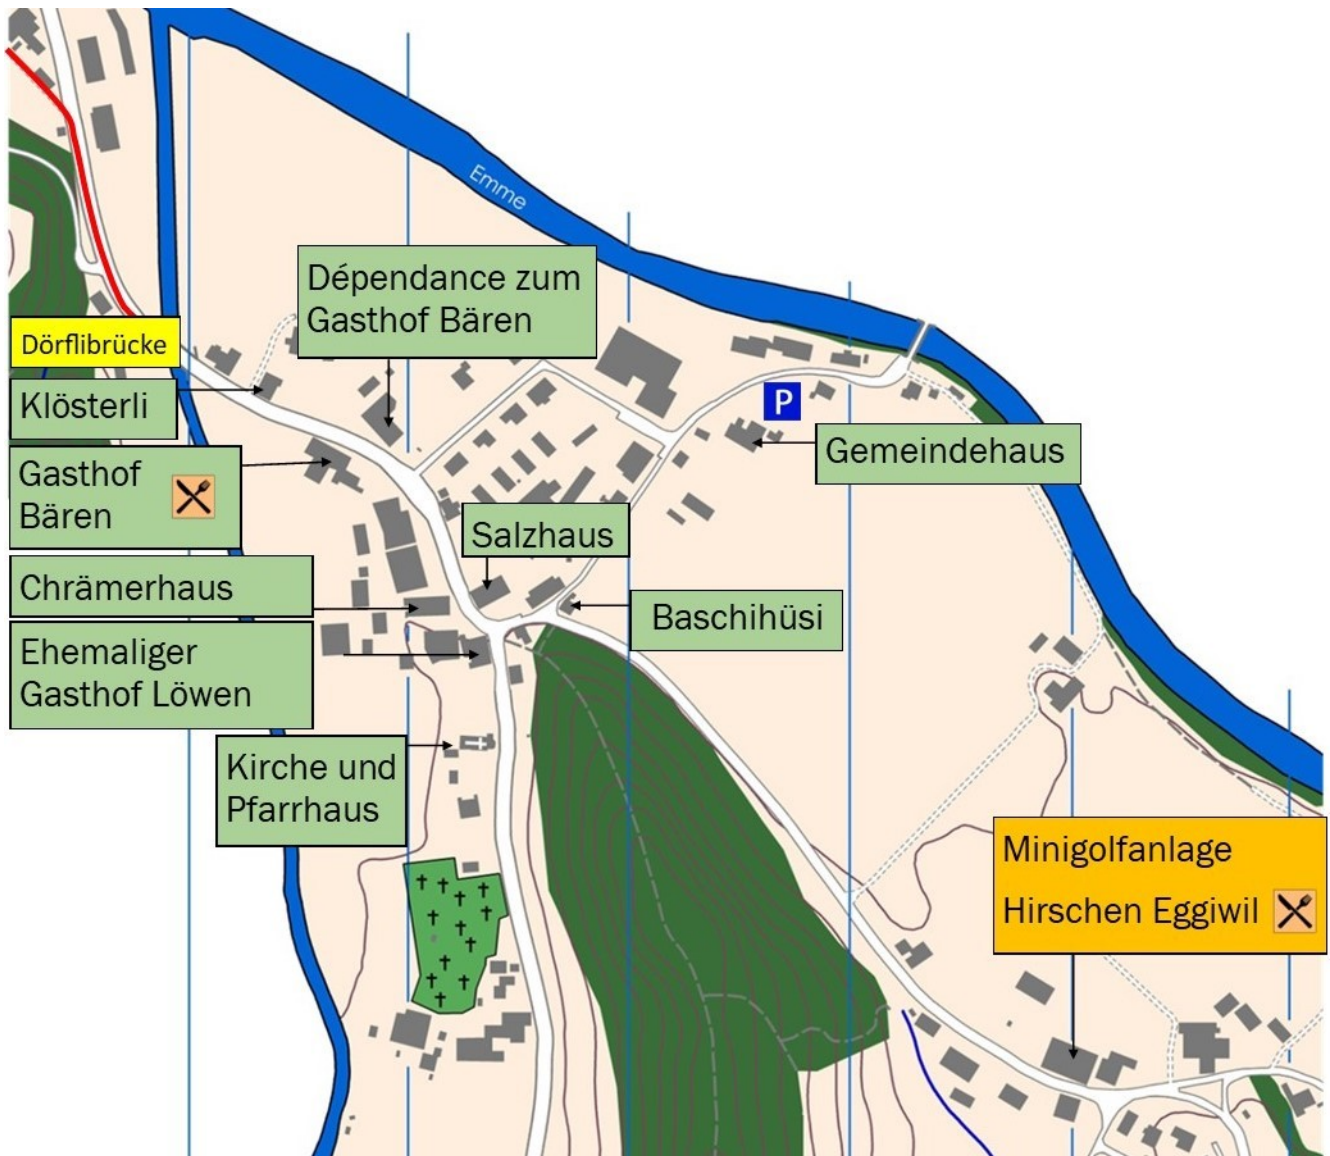 Emme
Dépendance zum
Gasthof Bären
Dörflibrücke
Klösterli
P
Gemeindehaus
Gasthof
Bären
Salzhaus
Chrämerhaus
Baschihüsi
Ehemaliger
Gasthof Löwen
Kirche und
Pfarrhaus
Minigolfanlage
Hirschen Eggiwil